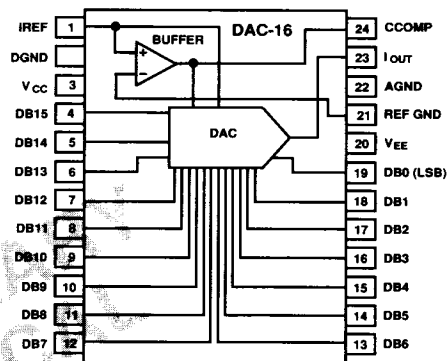 DAC-16
BUFFER
+
−
DAC
IREF 1
DGND
VCC 3
DB15 4
DB14 5
DB13 6
DB12 7
DB11 8
DB10 9
DB9 10
DB8 11
DB7 12
24 CCOMP
23 IOUT
22 AGND
21 REF GND
20 VEE
19 DB0 (LSB)
18 DB1
17 DB2
16 DB3
15 DB4
14 DB5
13 DB6